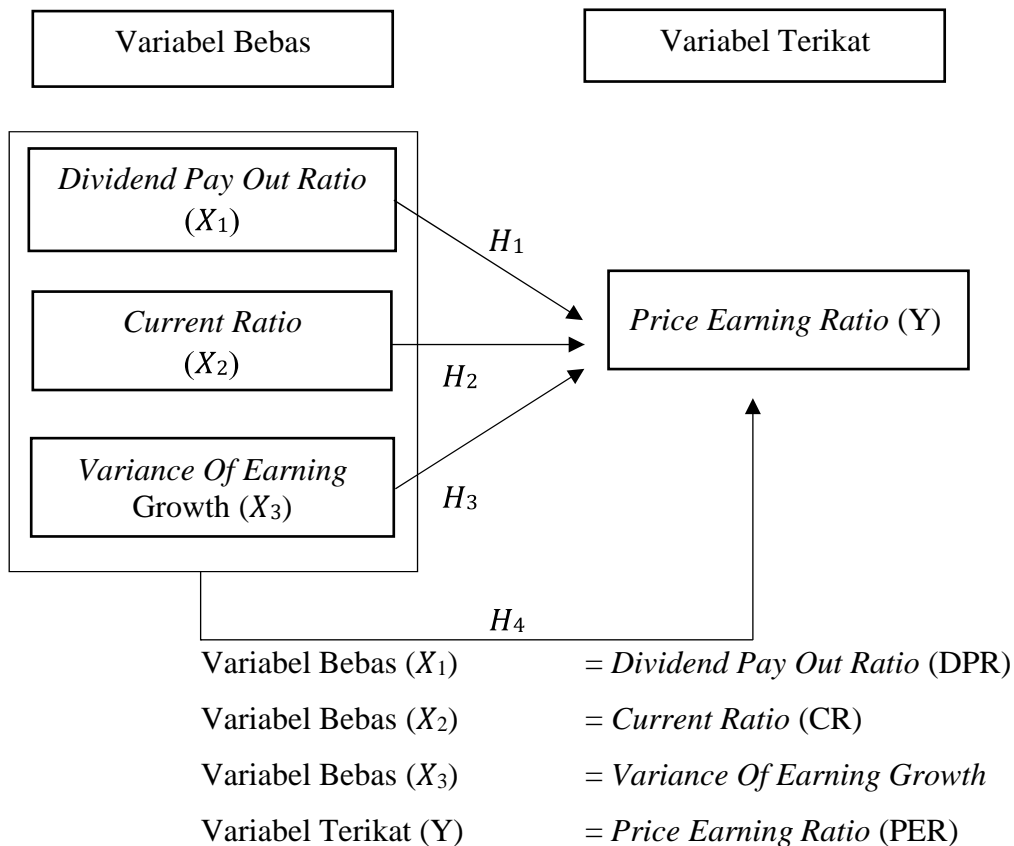 Variabel Bebas
Variabel Terikat
Dividend Pay Out Ratio
(X1)
H1
Current Ratio
(X2)
Price Earning Ratio (Y)
H2
Variance Of Earning
Growth (X3)
H3
H4
Variabel Bebas (X1) = Dividend Pay Out Ratio (DPR)
Variabel Bebas (X2) = Current Ratio (CR)
Variabel Bebas (X3) = Variance Of Earning Growth
Variabel Terikat (Y) = Price Earning Ratio (PER)